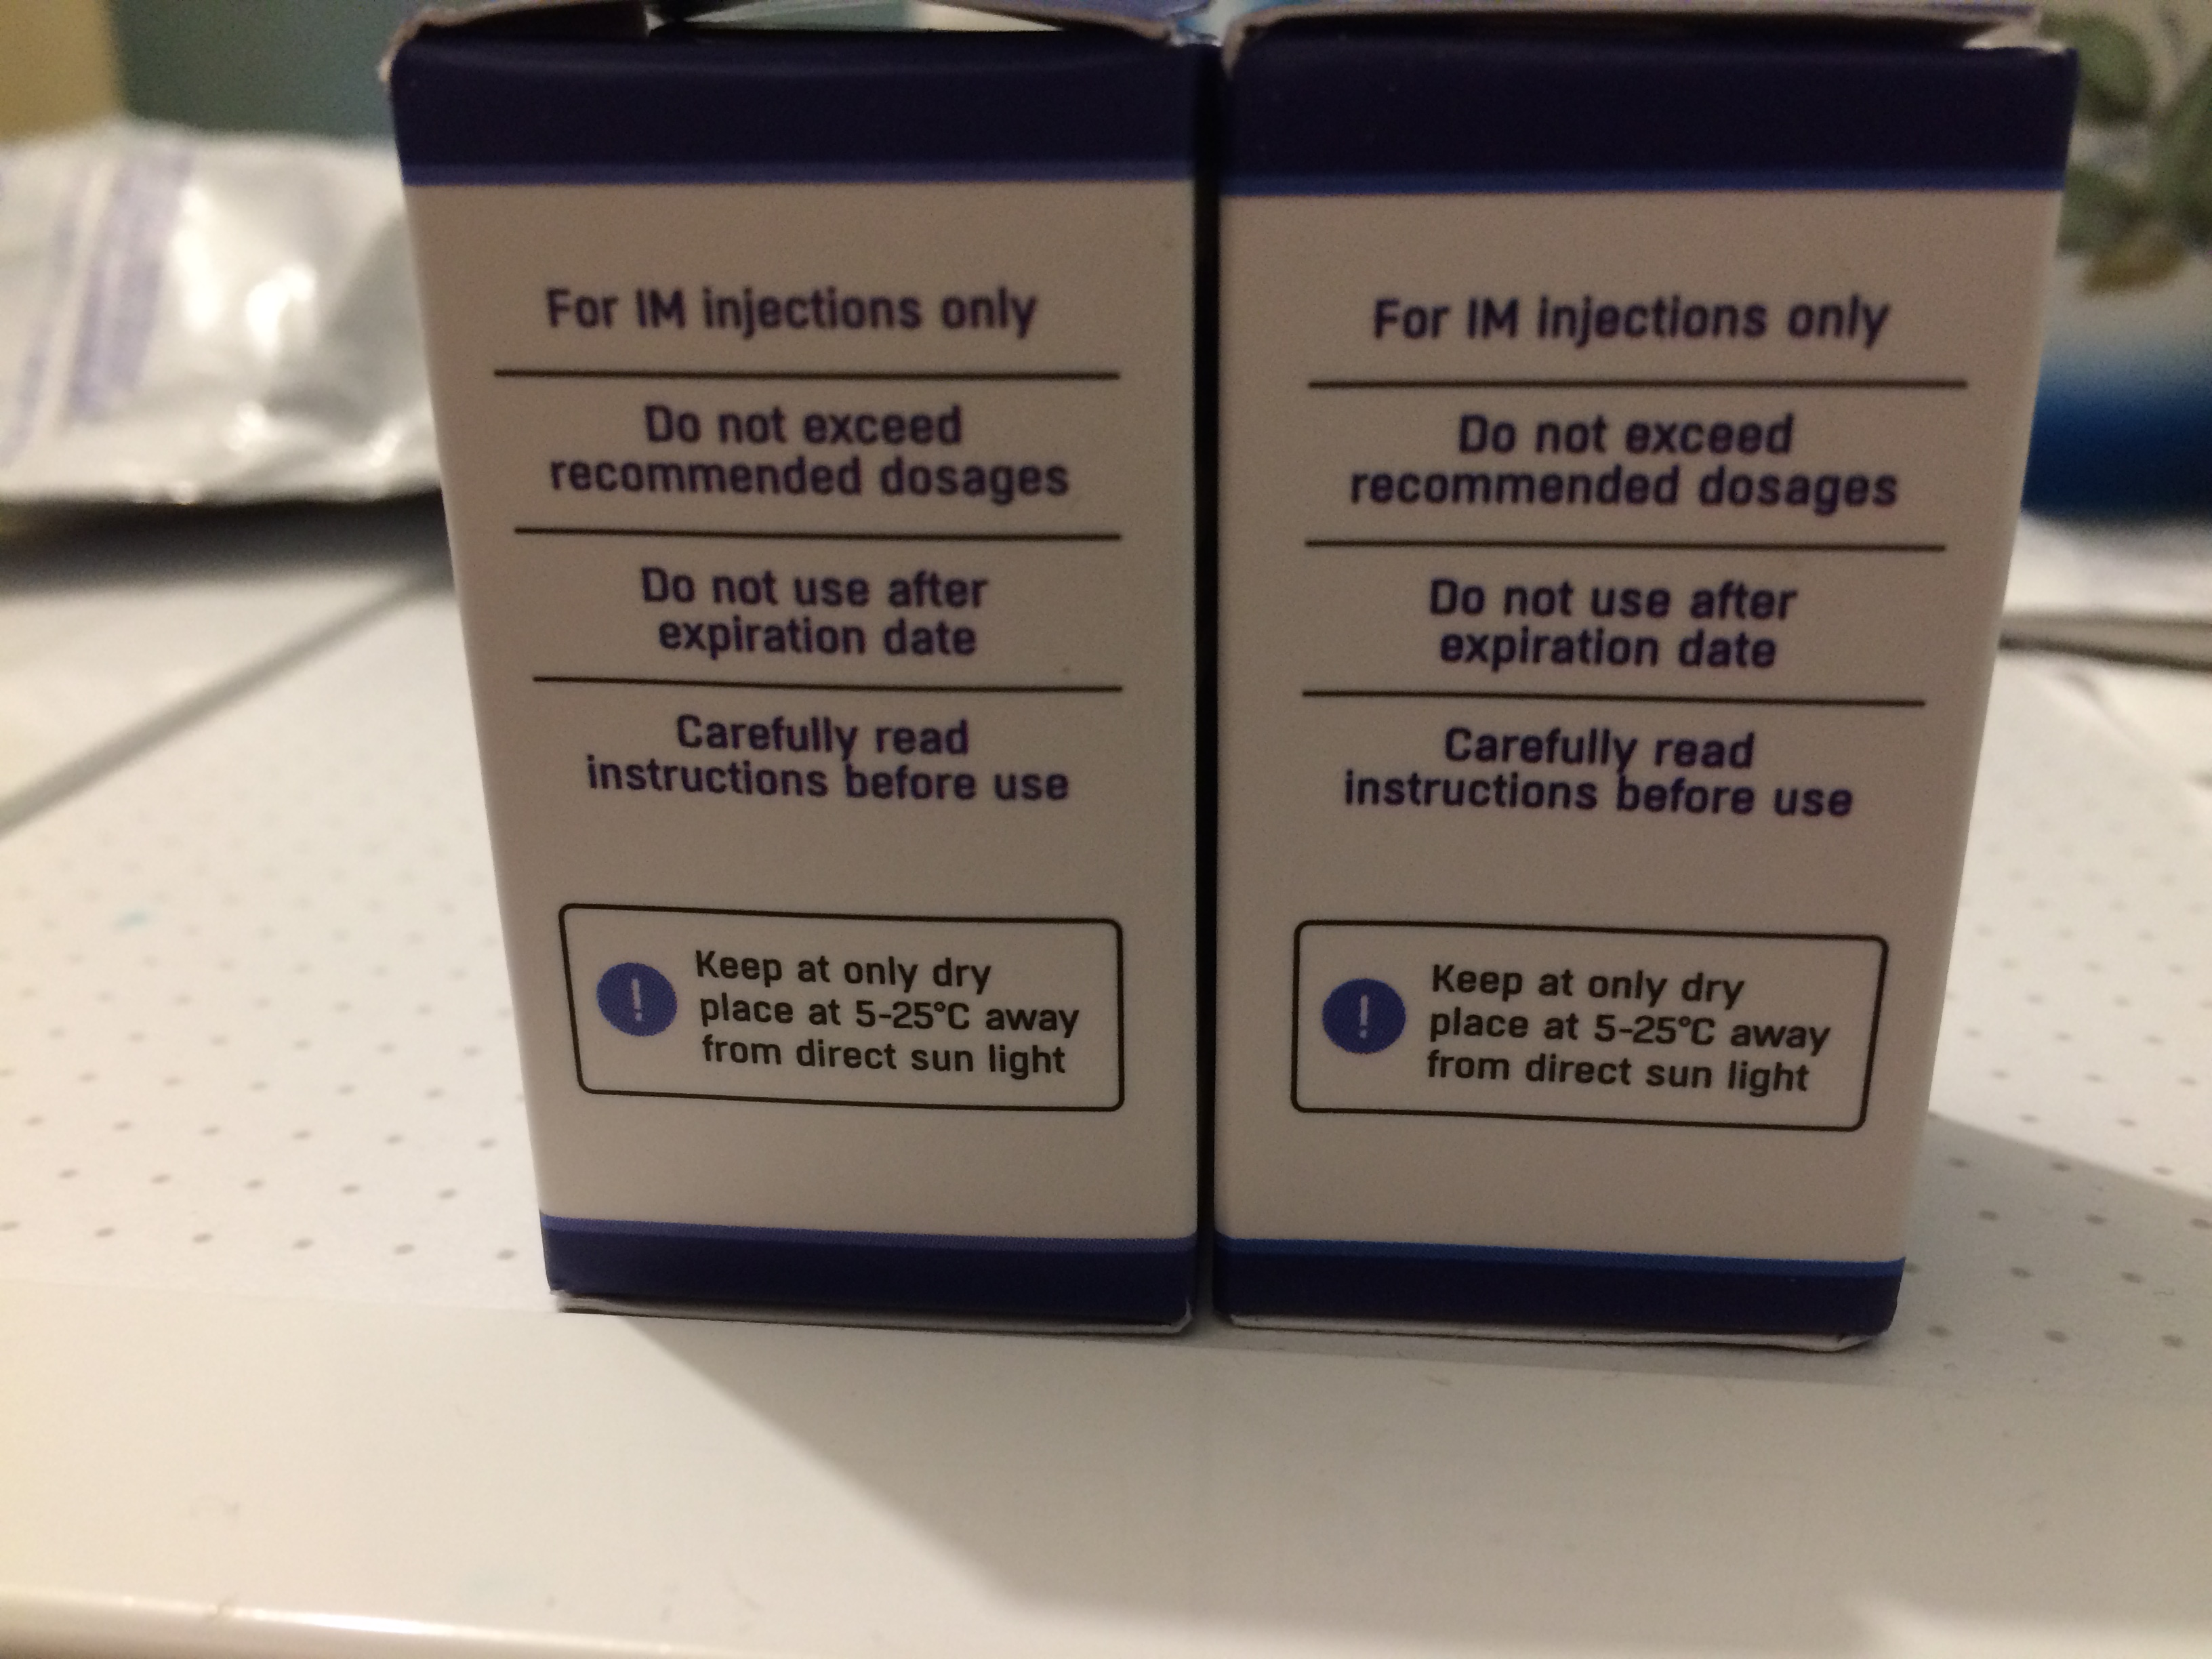 For IM injections only
Do not exceed
recommended dosages
Do not use after
expiration date
Carefully read
instructions before use
! Keep at only dry
place at 5-25°C away
from direct sun light
For IM injections only
Do not exceed
recommended dosages
Do not use after
expiration date
Carefully read
instructions before use
! Keep at only dry
place at 5-25°C away
from direct sun light